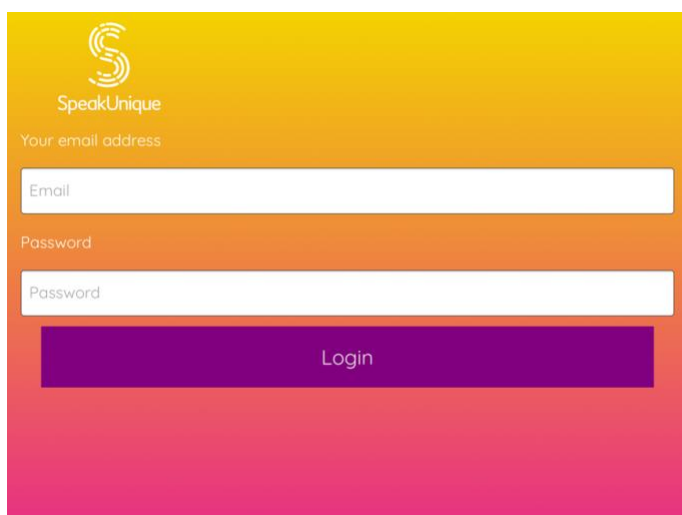 SpeakUnique
Your email address
Email
Password
Password
Login